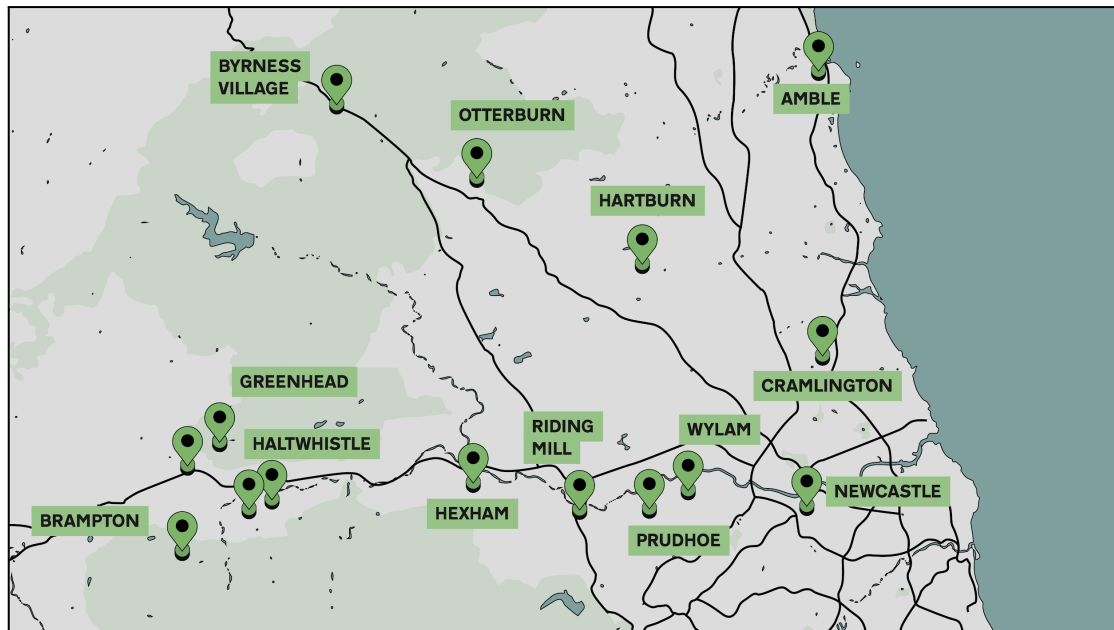 BYRNESS
VILLAGE
AMBLE
OTTERBURN
HARTBURN
GREENHEAD
CRAMLINGTON
HALTWHISTLE
RIDING
MILL
WYLAM
BRAMPTON
HEXHAM
NEWCASTLE
PRUDHOE